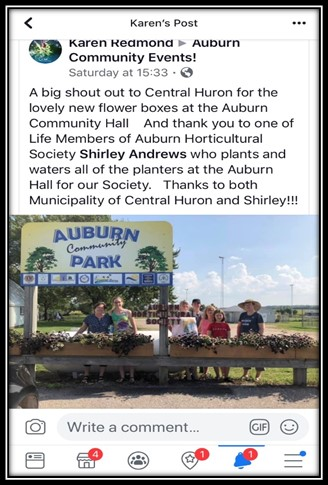 Karen's Post
Karen Redmond ▸ Auburn
Community Events!
Saturday at 15:33 ·
A big shout out to Central Huron for the
lovely new flower boxes at the Auburn
Community Hall And thank you to one of
Life Members of Auburn Horticultural
Society Shirley Andrews who plants and
waters all of the planters at the Auburn
Hall for our Society. Thanks to both
Municipality of Central Huron and Shirley!!!
AUBURN
Community
PARK
Write a comment...
GIF
4
1
1